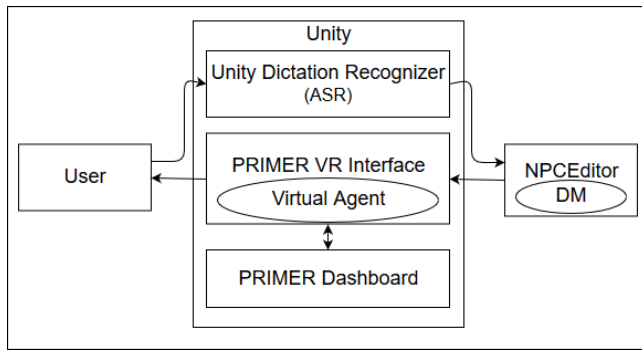 Unity
Unity Dictation Recognizer
(ASR)
User
PRIMER VR Interface
Virtual Agent
NPCEditor
DM
PRIMER Dashboard